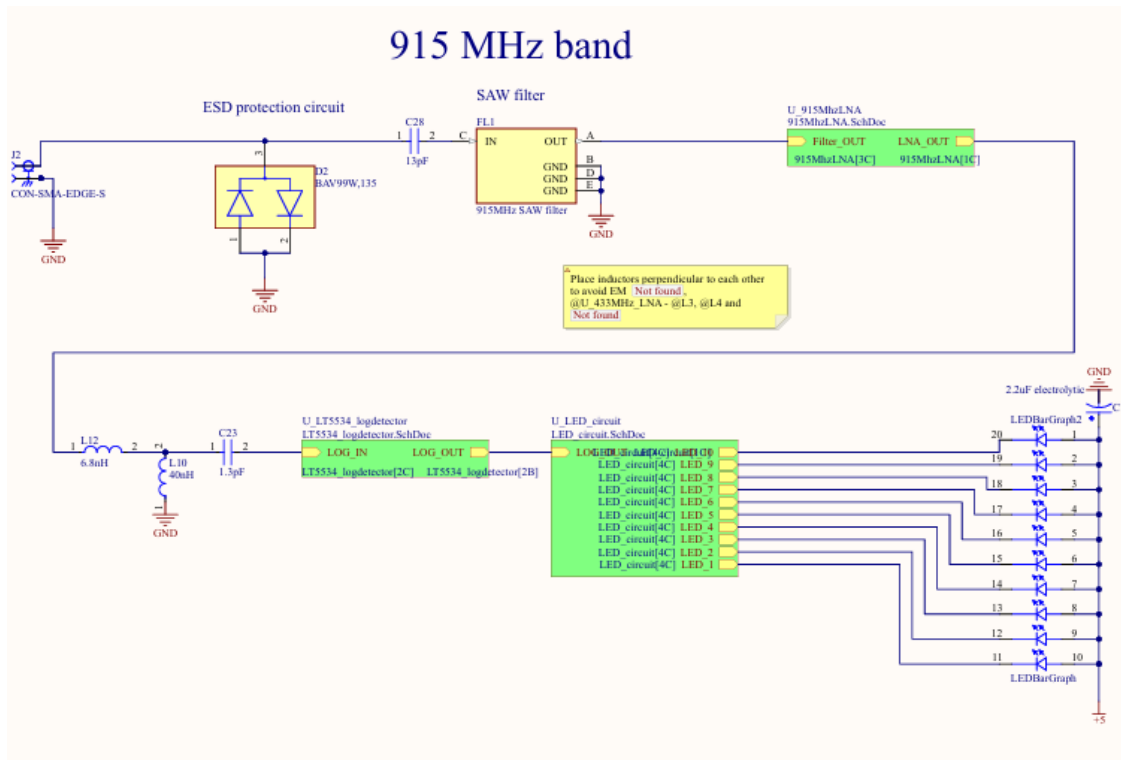 915 MHz band
ESD protection circuit
SAW filter
J2
CON-SMA-EDGE-S
GND
3
D2
BAV99W,135
1
2
GND
C28
1
2
13pF
FL1
C
IN
OUT
A
GND
B
GND
D
GND
E
915MHz SAW filter
GND
U_915MhzLNA
915MhzLNA.SchDoc
Filter_OUT
LNA_OUT
915MhzLNA[3C]
915MhzLNA[1C]
Place inductors perpendicular to each other
to avoid EM Not found ,
@U_433MHz_LNA - @L3, @L4 and
Not found
L12
1
2
6.8nH
2
L10
40nH
1
GND
C23
1
2
1.3pF
U_LT5534_logdetector
LT5534_logdetector.SchDoc
LOG_IN
LOG_OUT
LT5534_logdetector[2C]
LT5534_logdetector[2B]
U_LED_circuit
LED_circuit.SchDoc
LED_circuit[4C] LED_9
LED_circuit[4C] LED_8
LED_circuit[4C] LED_7
LED_circuit[4C] LED_6
LED_circuit[4C] LED_5
LED_circuit[4C] LED_4
LED_circuit[4C] LED_3
LED_circuit[4C] LED_2
LED_circuit[4C] LED_1
GND
2.2uF electrolytic
C
LEDBarGraph2
20
1
19
2
18
3
17
4
16
5
15
6
14
7
13
8
12
9
11
10
LEDBarGraph
+5